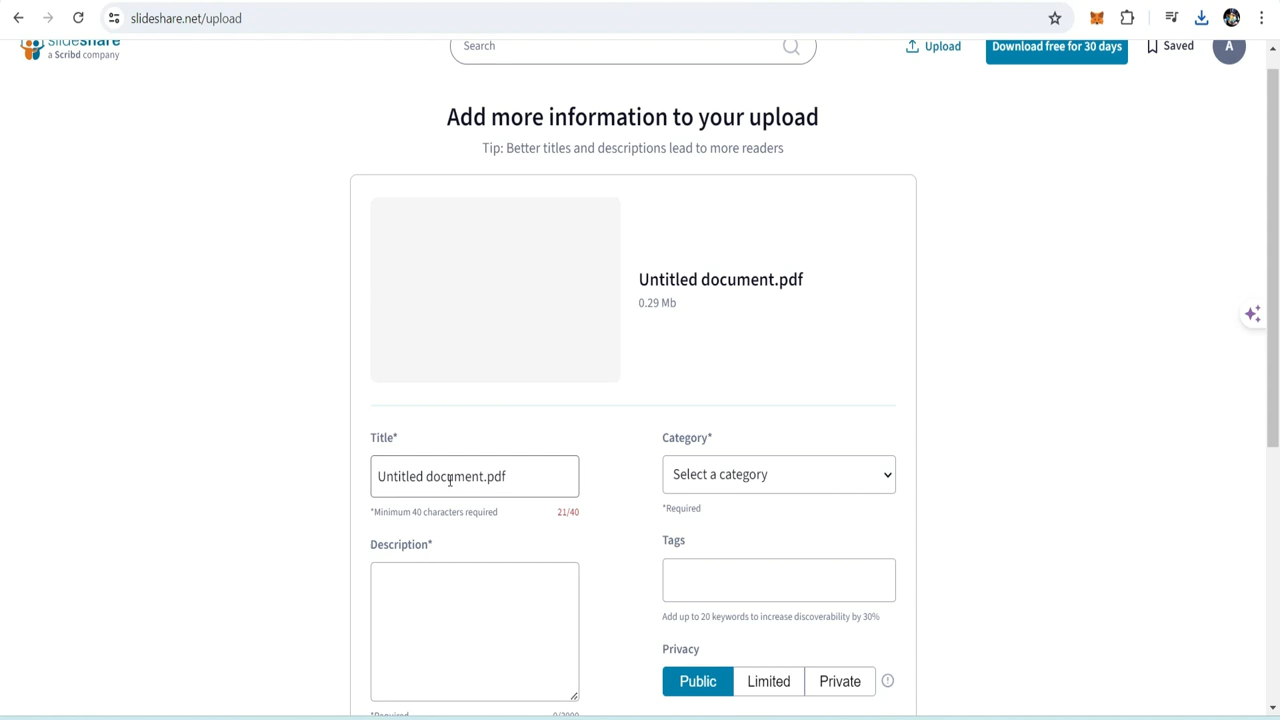 slideshare.net/upload
slideshare
a Scribd company
Search
Upload
Download free for 30 days
Saved
A
Add more information to your upload
Tip: Better titles and descriptions lead to more readers
Untitled document.pdf
0.29 Mb
Title*
Category*
Untitled document.pdf
Select a category
*Minimum 40 characters required
21/40
*Required
Description*
Tags
Add up to 20 keywords to increase discoverability by 30%
Privacy
Public
Limited
Private
*Required
0/3000